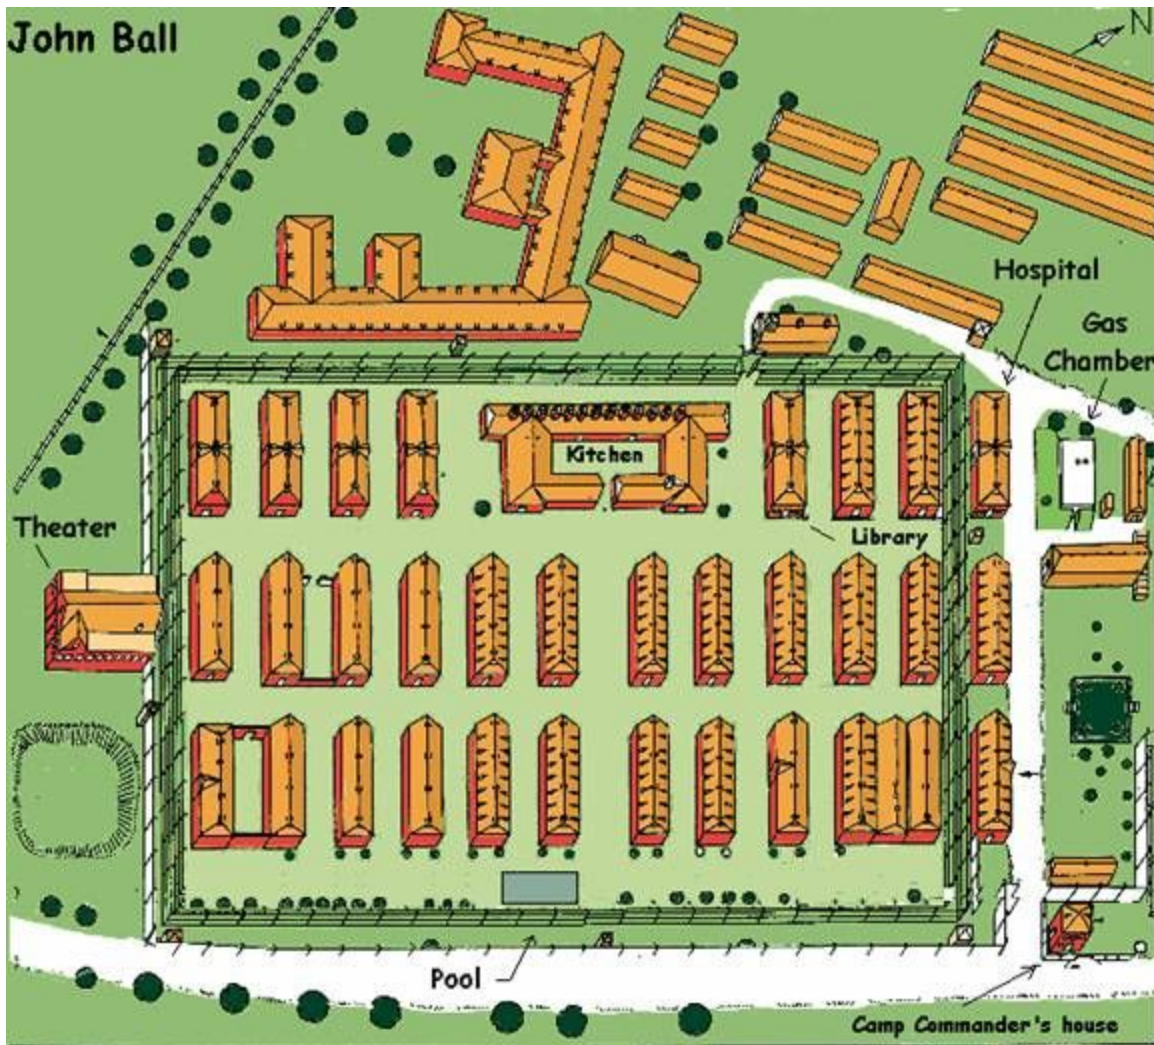 John Ball
N
Hospital
Gas
Chamber
Kitchen
Theater
Library
Pool
Camp Commander's house